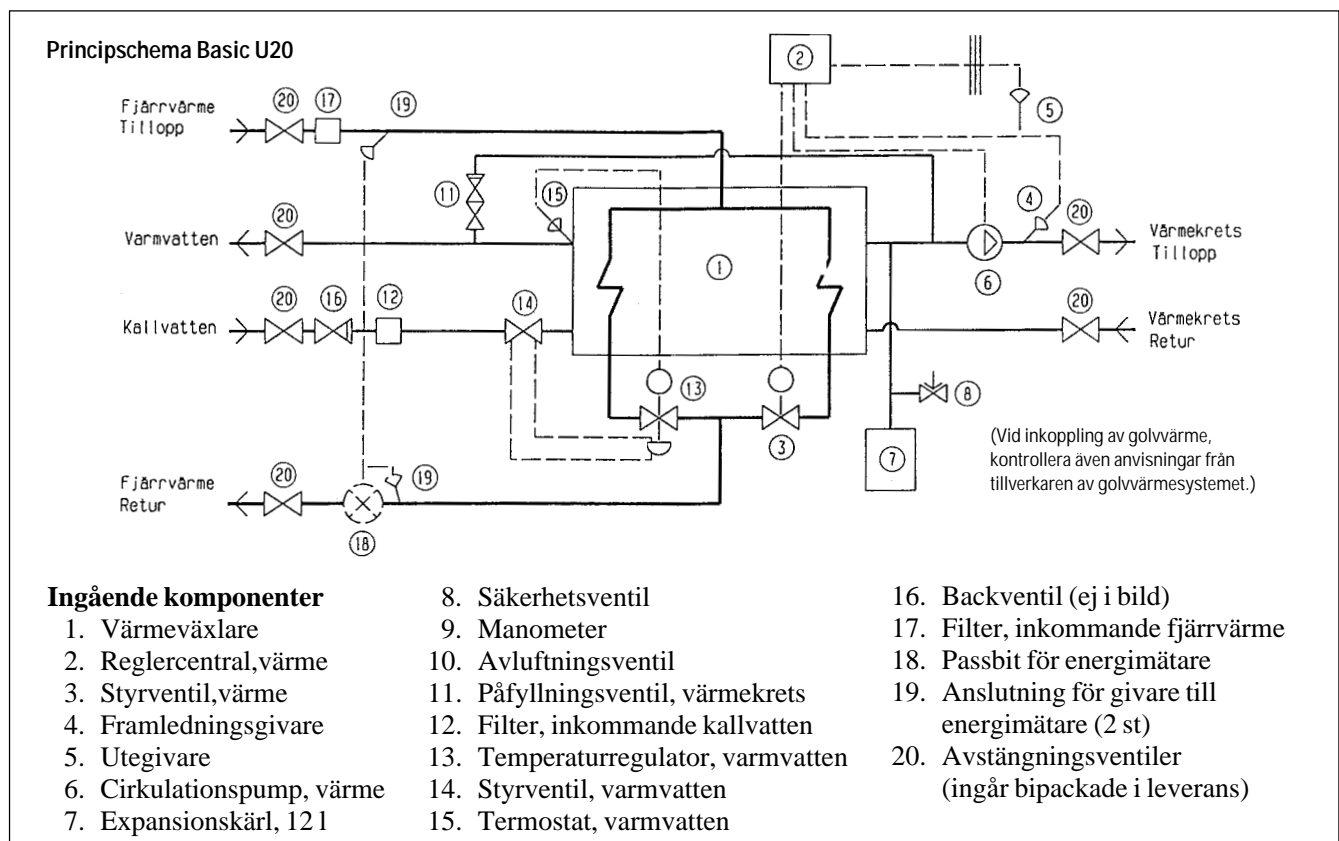 Principschema Basic U20
2
20
17
19
Fjärrvärme
Tillopp
5
11
15
4
20
20
Varmvatten
1
Värmekrets
Tillopp
6
20
16
12
14
20
Kallvatten
Värmekrets
Retur
13
8
3
7
(Vid inkoppling av golvvärme,
kontrollera även anvisningar från
tillverkaren av golvvärmesystemet.)
20
19
Fjärrvärme
Retur
18
Ingående komponenter
1. Värmeväxlare
2. Reglercentral,värme
3. Styrventil,värme
4. Framledningsgivare
5. Utegivare
6. Cirkulationspump, värme
7. Expansionskärl, 12 l
8. Säkerhetsventil
9. Manometer
10. Avluftningsventil
11. Påfyllningsventil, värmekrets
12. Filter, inkommande kallvatten
13. Temperaturregulator, varmvatten
14. Styrventil, varmvatten
15. Termostat, varmvatten
16. Backventil (ej i bild)
17. Filter, inkommande fjärrvärme
18. Passbit för energimätare
19. Anslutning för givare till
energimätare (2 st)
20. Avstängningsventiler
(ingår bipackade i leverans)